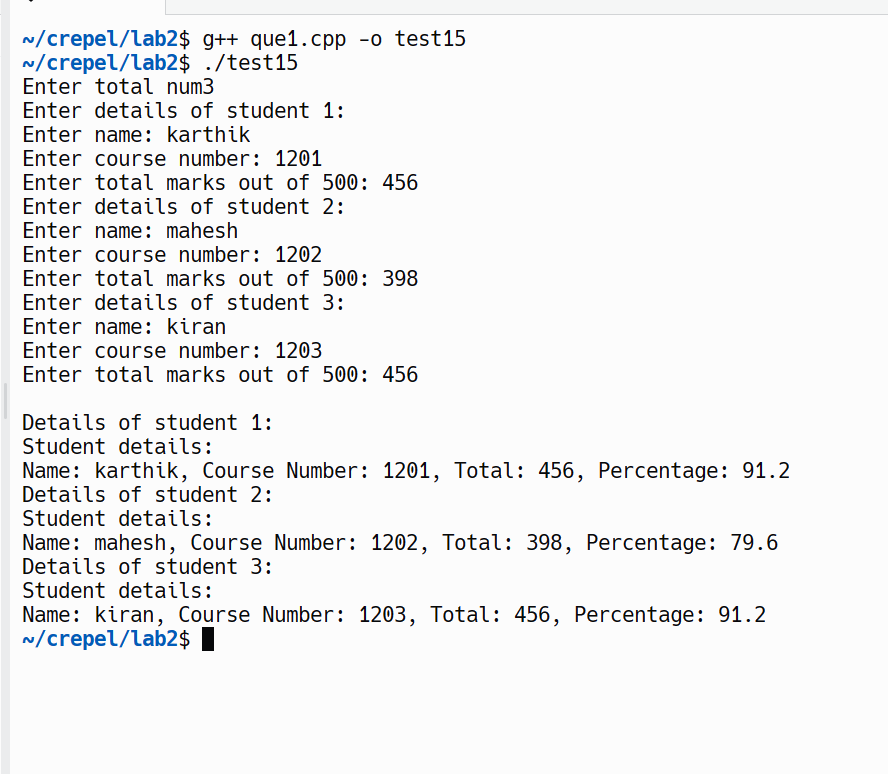 ~/crepel/lab2$ g++ que1.cpp -o test15
~/crepel/lab2$ ./test15
Enter total num3
Enter details of student 1:
Enter name: karthik
Enter course number: 1201
Enter total marks out of 500: 456
Enter details of student 2:
Enter name: mahesh
Enter course number: 1202
Enter total marks out of 500: 398
Enter details of student 3:
Enter name: kiran
Enter course number: 1203
Enter total marks out of 500: 456

Details of student 1:
Student details:
Name: karthik, Course Number: 1201, Total: 456, Percentage: 91.2
Details of student 2:
Student details:
Name: mahesh, Course Number: 1202, Total: 398, Percentage: 79.6
Details of student 3:
Student details:
Name: kiran, Course Number: 1203, Total: 456, Percentage: 91.2
~/crepel/lab2$